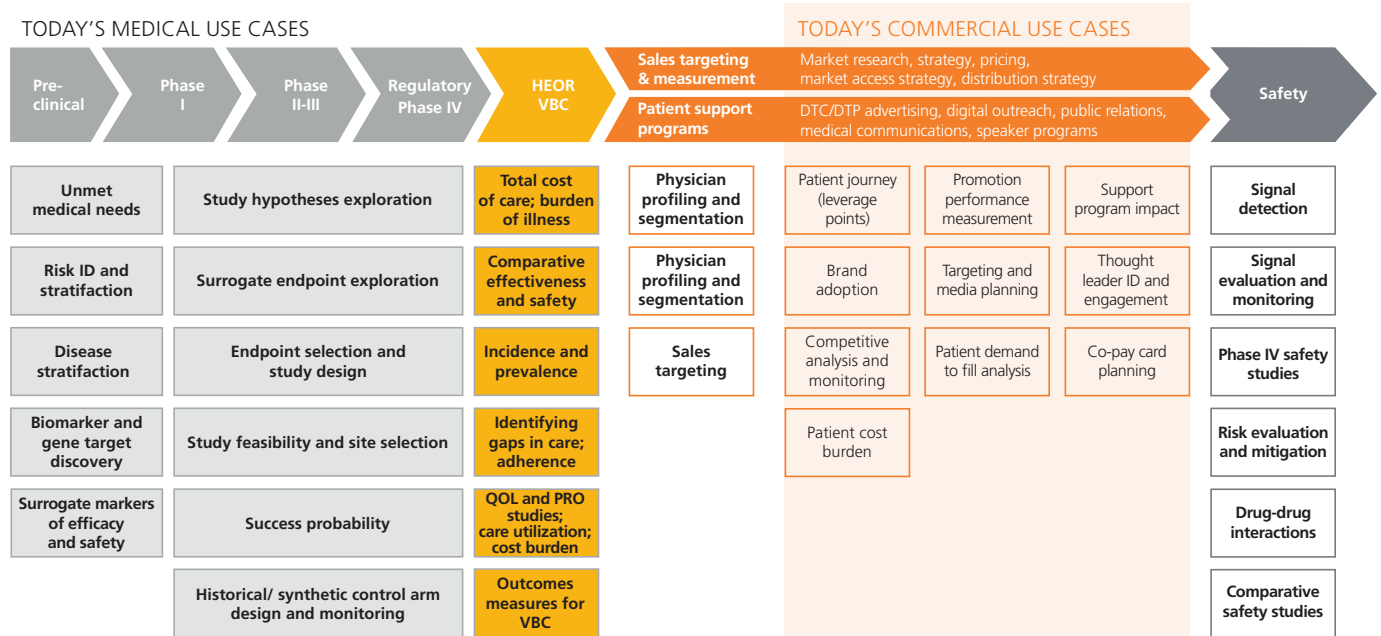 TODAY'S MEDICAL USE CASES
TODAY'S COMMERCIAL USE CASES
Pre-
clinical
Phase
I
Phase
II-III
Regulatory
Phase IV
HEOR
VBC
Sales targeting
& measurement
Market research, strategy, pricing,
market access strategy, distribution strategy
Patient support
programs
DTC/DTP advertising, digital outreach, public relations,
medical communications, speaker programs
Safety
Unmet
medical needs
Study hypotheses exploration
Total cost
of care; burden
of illness
Physician
profiling and
segmentation
Patient journey
(leverage
points)
Promotion
performance
measurement
Support
program impact
Signal
detection
Risk ID and
stratifaction
Surrogate endpoint exploration
Comparative
effectiveness
and safety
Physician
profiling and
segmentation
Brand
adoption
Targeting and
media planning
Thought
leader ID and
engagement
Signal
evaluation and
monitoring
Disease
stratifaction
Endpoint selection and
study design
Incidence and
prevalence
Sales
targeting
Competitive
analysis and
monitoring
Patient demand
to fill analysis
Co-pay card
planning
Phase IV safety
studies
Biomarker and
gene target
discovery
Study feasibility and site selection
Identifying
gaps in care;
adherence
Patient cost
burden
Risk evaluation
and mitigation
Surrogate markers
of efficacy
and safety
Success probability
QOL and PRO
studies;
care utilization;
cost burden
Drug-drug
interactions
Historical/ synthetic control arm
design and monitoring
Outcomes
measures for
VBC
Comparative
safety studies